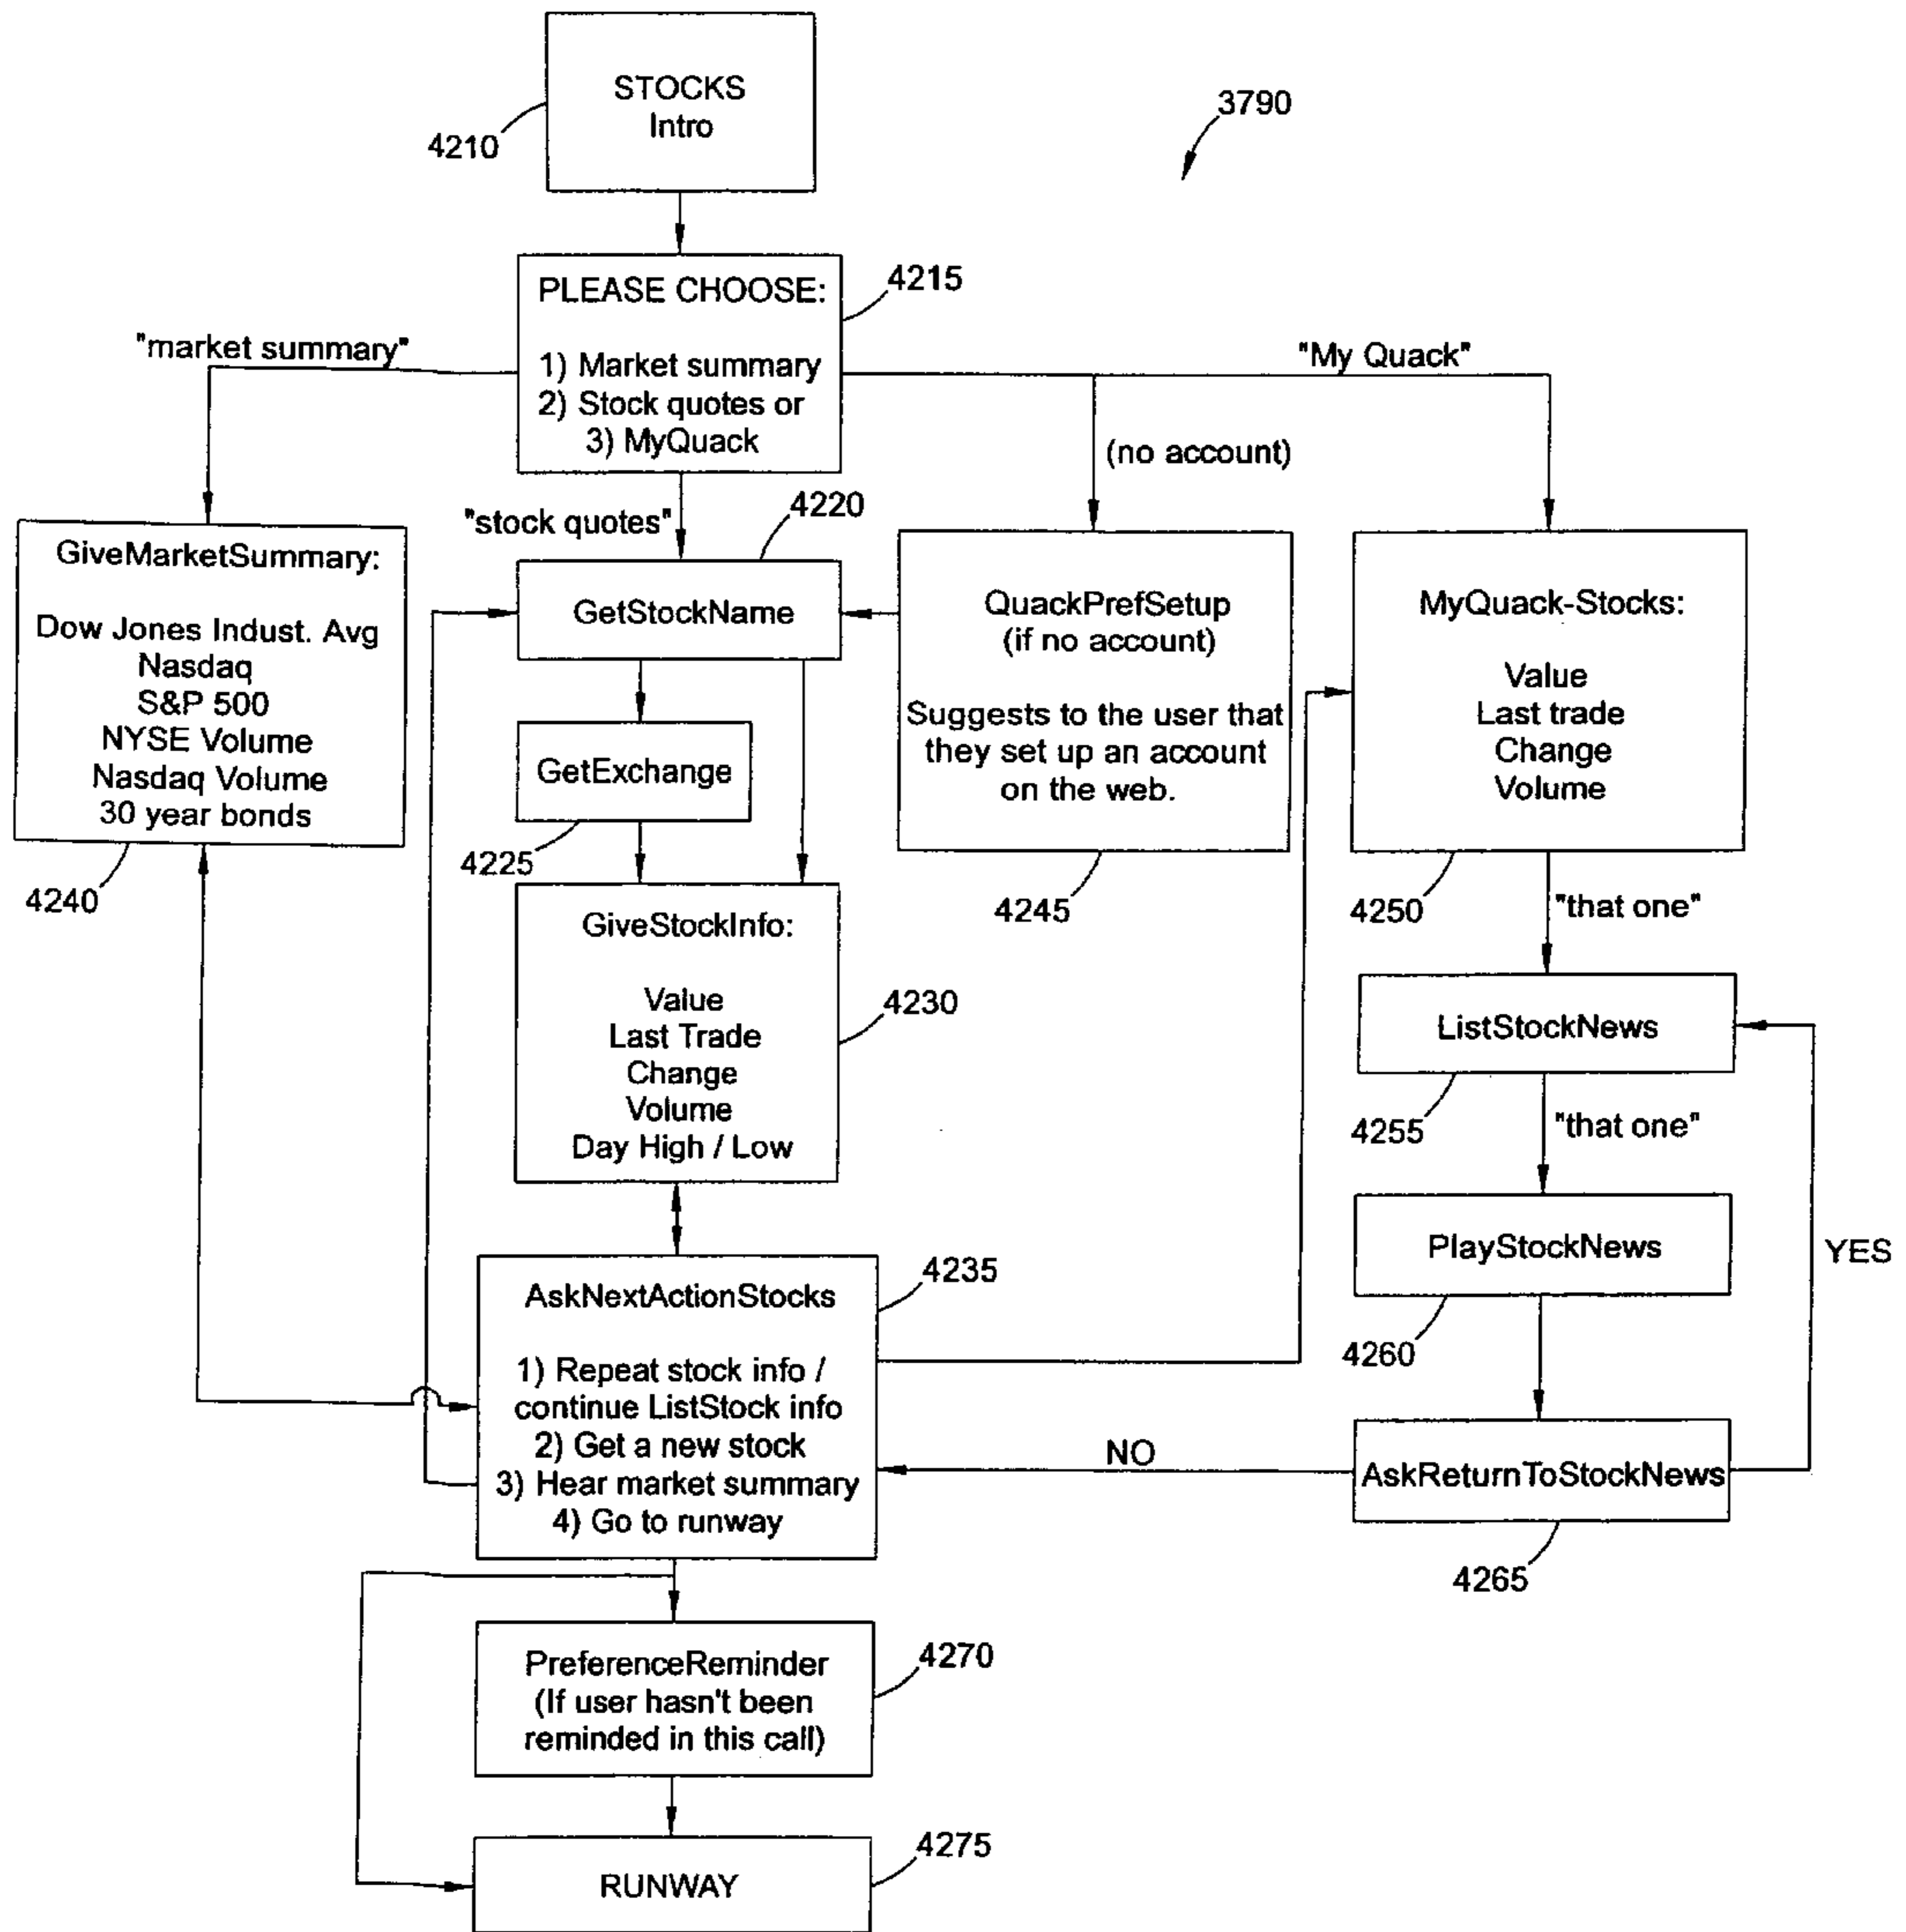 STOCKS
Intro
4210
3790
PLEASE CHOOSE:
1) Market summary
2) Stock quotes or
3) MyQuack
4215
"market summary"
"My Quack"
(no account)
"stock quotes"
4220
GiveMarketSummary:
Dow Jones Indust. Avg
Nasdaq
S&P 500
NYSE Volume
Nasdaq Volume
30 year bonds
4240
GetStockName
GetExchange
4225
QuackPrefSetup
(if no account)
Suggests to the user that
they set up an account
on the web.
4245
MyQuack-Stocks:
Value
Last trade
Change
Volume
4250
"that one"
GiveStockInfo:
Value
Last Trade
Change
Volume
Day High / Low
4230
ListStockNews
4255
"that one"
PlayStockNews
4260
YES
AskNextActionStocks
1) Repeat stock info /
continue ListStock info
2) Get a new stock
3) Hear market summary
4) Go to runway
4235
NO
AskReturnToStockNews
4265
PreferenceReminder
(If user hasn't been
reminded in this call)
4270
RUNWAY
4275